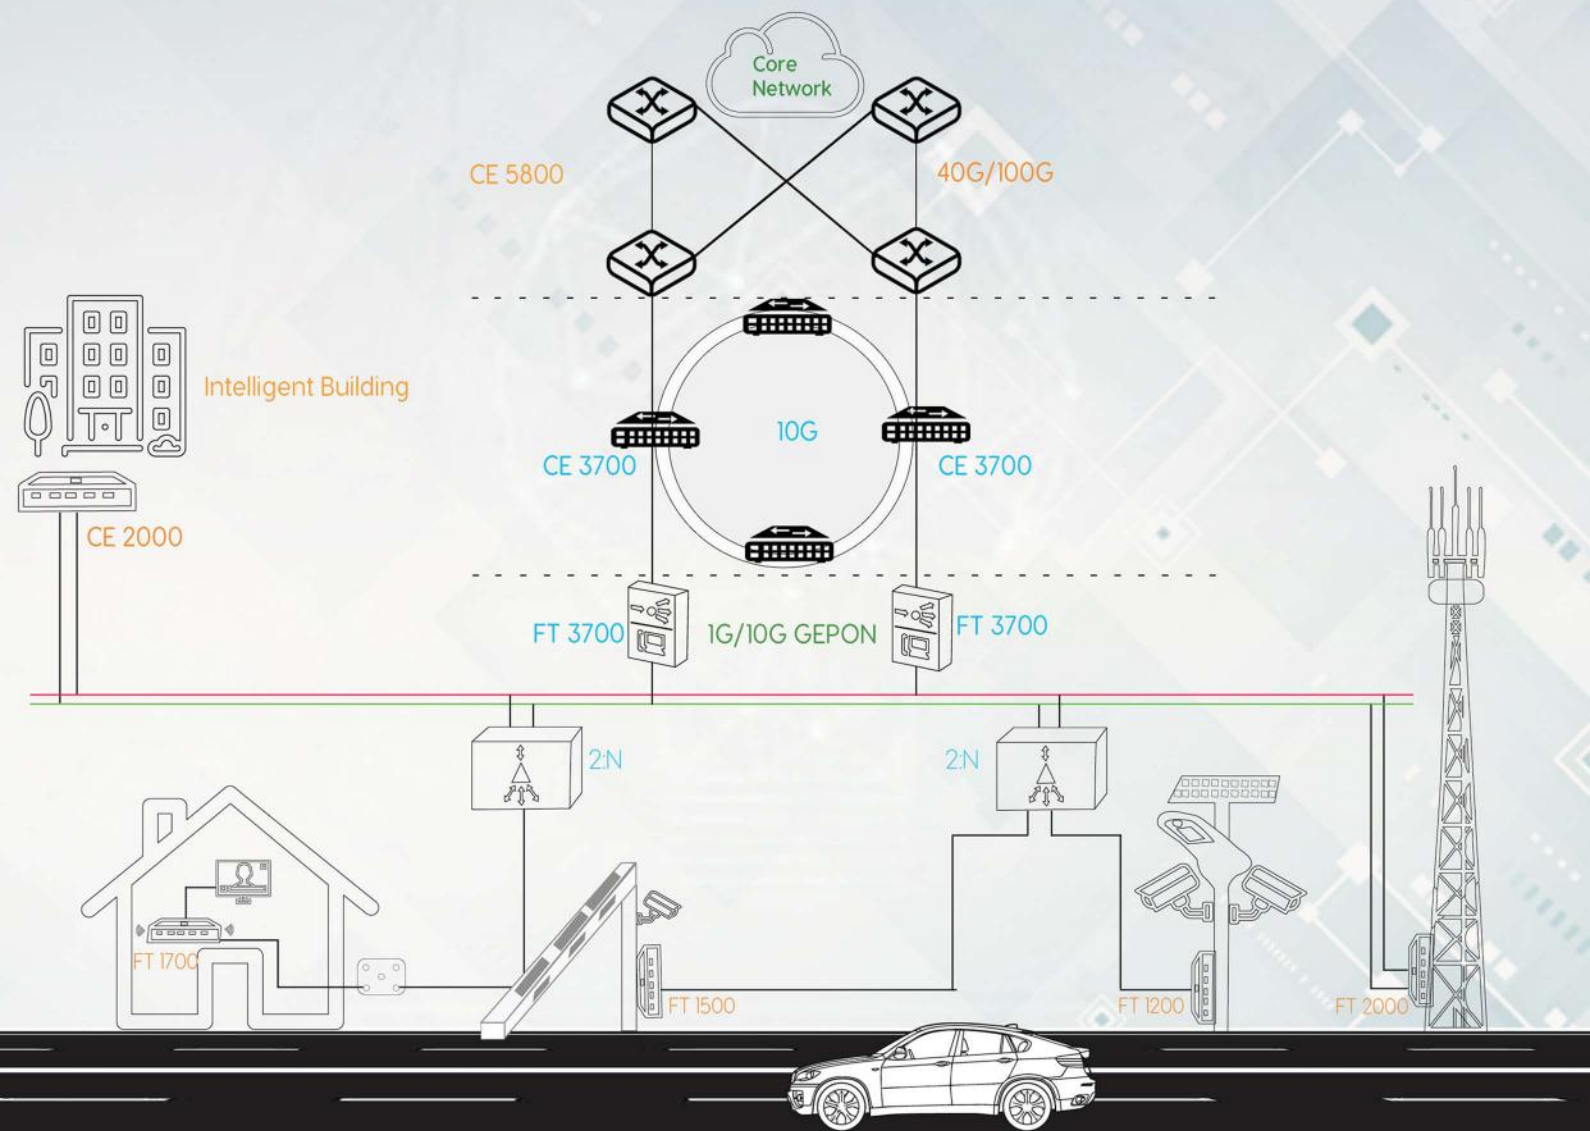 Core
Network
CE 5800
40G/100G
Intelligent Building
10G
CE 3700
CE 3700
CE 2000
FT 3700
1G/10G GEPON
FT 3700
2:N
2:N
FT 1700
FT 1500
FT 1200
FT 2000